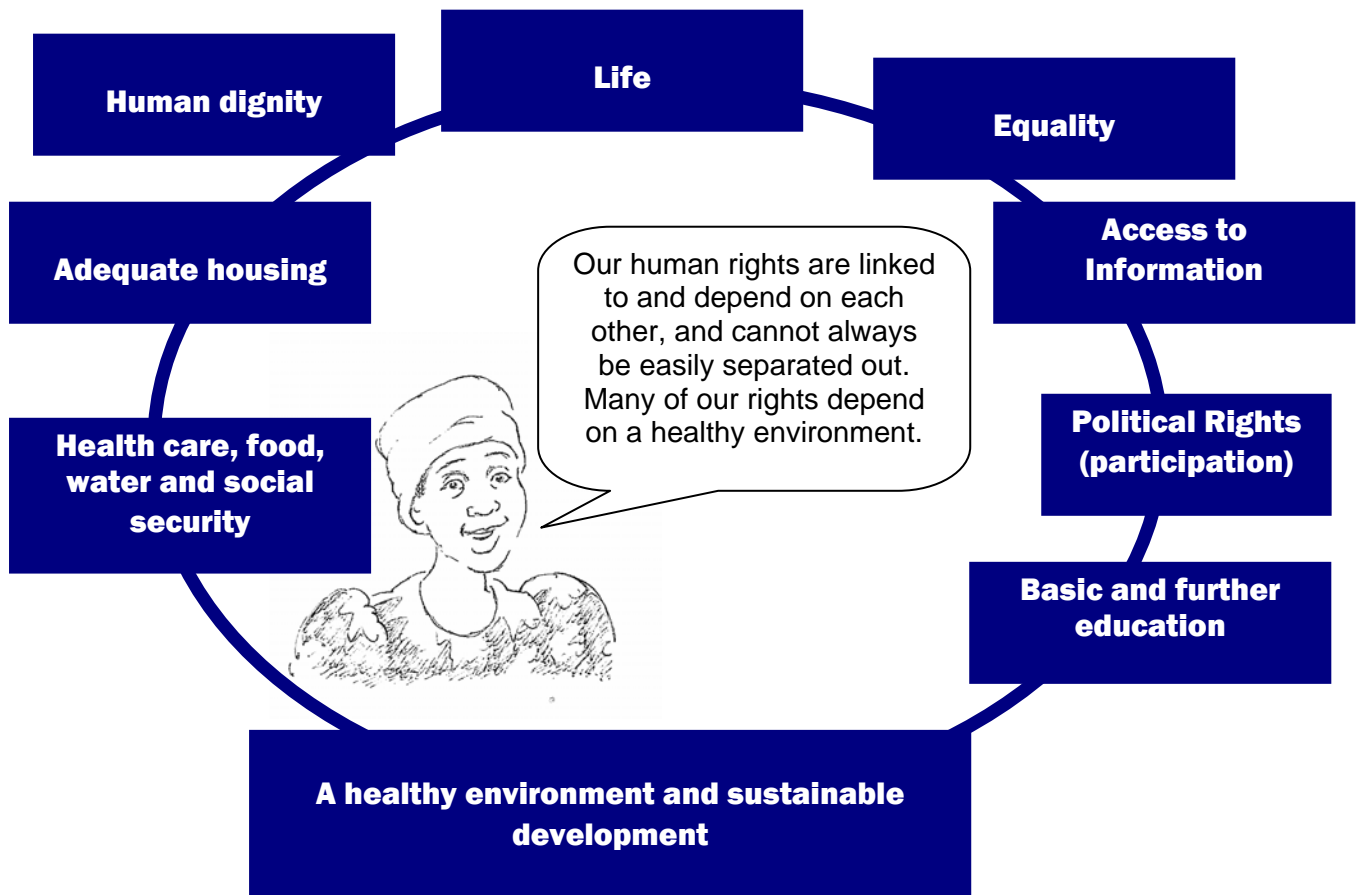 Life
Human dignity
Equality
Access to
Information
Adequate housing
Our human rights are linked
to and depend on each
other, and cannot always
be easily separated out.
Many of our rights depend
on a healthy environment.
Political Rights
(participation)
Health care, food,
water and social
security
Basic and further
education
A healthy environment and sustainable
development